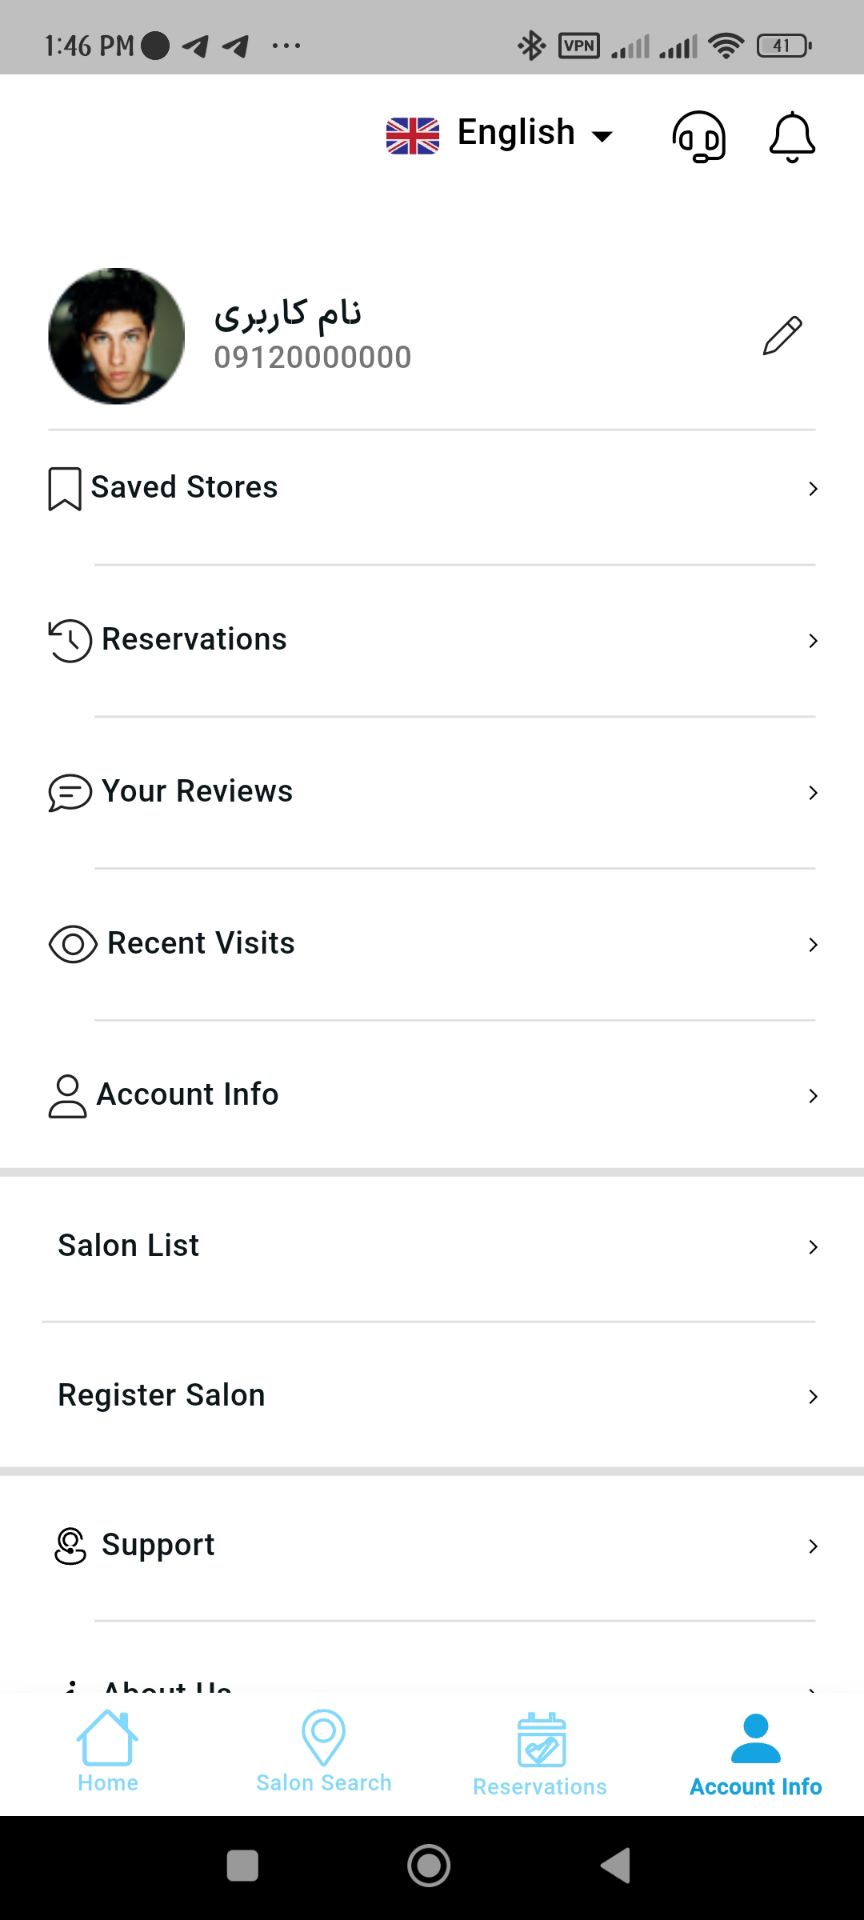 1:46 PM
VPN
41
English
نام کاربری
09120000000
Saved Stores
Reservations
Your Reviews
Recent Visits
Account Info
Salon List
Register Salon
Support
About Us
Home
Salon Search
Reservations
Account Info